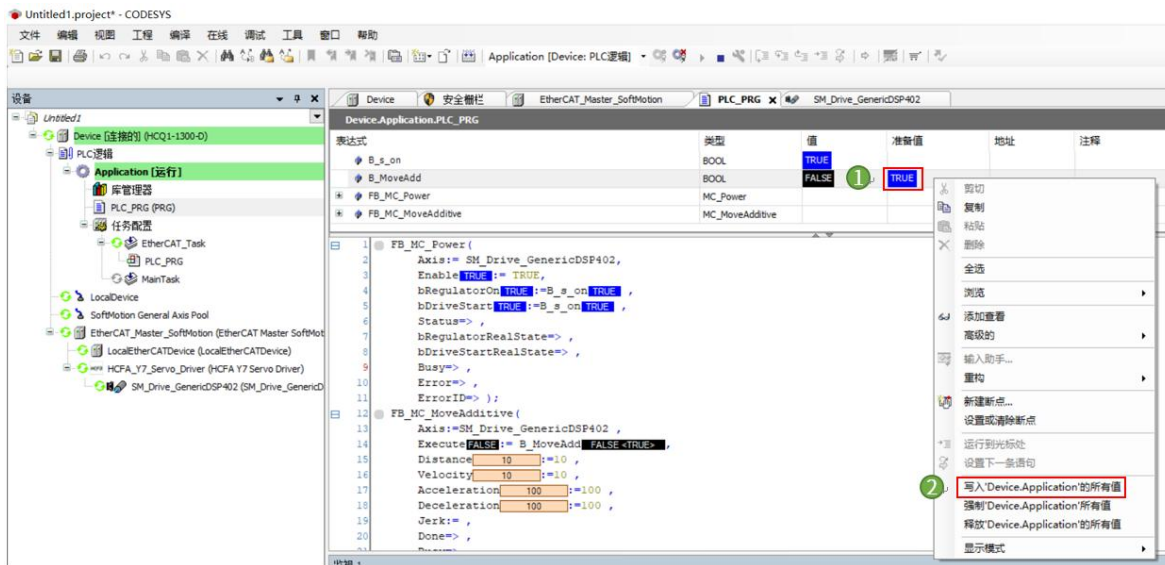 Untitled1.project* - CODESYS
文件 编辑 视图 工程 编译 在线 调试 工具 窗口 帮助
Application [Device: PLC逻辑]
设备
Untitled1
Device [连接的] (HCQ1-1300-D)
PLC逻辑
Application [运行]
库管理器
PLC_PRG (PRG)
任务配置
EtherCAT_Task
PLC_PRG
MainTask
LocalDevice
SoftMotion General Axis Pool
EtherCAT_Master_SoftMotion (EtherCAT Master SoftMot
LocalEtherCATDevice (LocalEtherCATDevice)
HCFA_Y7_Servo_Driver (HCFA Y7 Servo Driver)
SM_Drive_GenericDSP402 (SM_Drive_GenericD
Device 安全栅栏 EtherCAT_Master_SoftMotion PLC_PRG SM_Drive_GenericDSP402
Device.Application.PLC_PRG
表达式 类型 值 准备值 地址 注释
B_s_on BOOL TRUE
B_MoveAdd BOOL FALSE 1 TRUE
FB_MC_Power MC_Power
FB_MC_MoveAdditive MC_MoveAdditive
1 FB_MC_Power(
2 Axis:= SM_Drive_GenericDSP402,
3 Enable TRUE := TRUE,
4 bRegulatorOn TRUE :=B_s_on TRUE ,
5 bDriveStart TRUE :=B_s_on TRUE ,
6 Status=> ,
7 bRegulatorRealState=> ,
8 bDriveStartRealState=> ,
9 Busy=> ,
10 Error=> ,
11 ErrorID=> );
12 FB_MC_MoveAdditive(
13 Axis:=SM_Drive_GenericDSP402 ,
14 Execute FALSE := B_MoveAdd FALSE <TRUE> ,
15 Distance 10 :=10 ,
16 Velocity 10 :=10 ,
17 Acceleration 100 :=100 ,
18 Deceleration 100 :=100 ,
19 Jerk:= ,
20 Done=> ,
剪切
复制
粘贴
删除
全选
浏览
添加查看
高级的
输入助手...
重构
新建断点...
设置或清除断点
运行到光标处
设置下一条语句
2 写入'Device.Application'的所有值
强制'Device.Application'所有值
释放'Device.Application'的所有值
显示模式